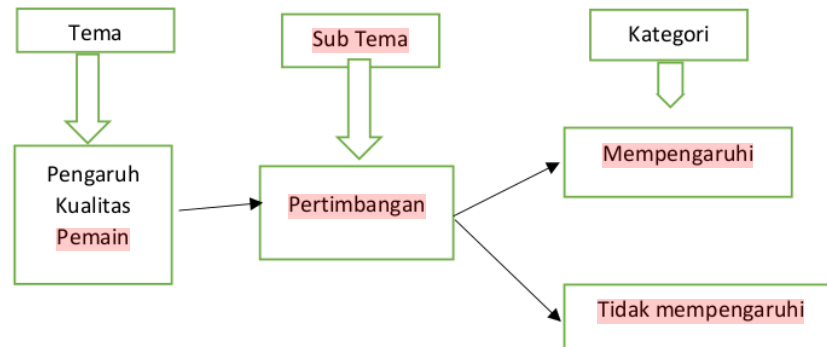 Tema
Sub Tema
Kategori
Pengaruh
Kualitas
Pemain
Pertimbangan
Mempengaruhi
Tidak mempengaruhi